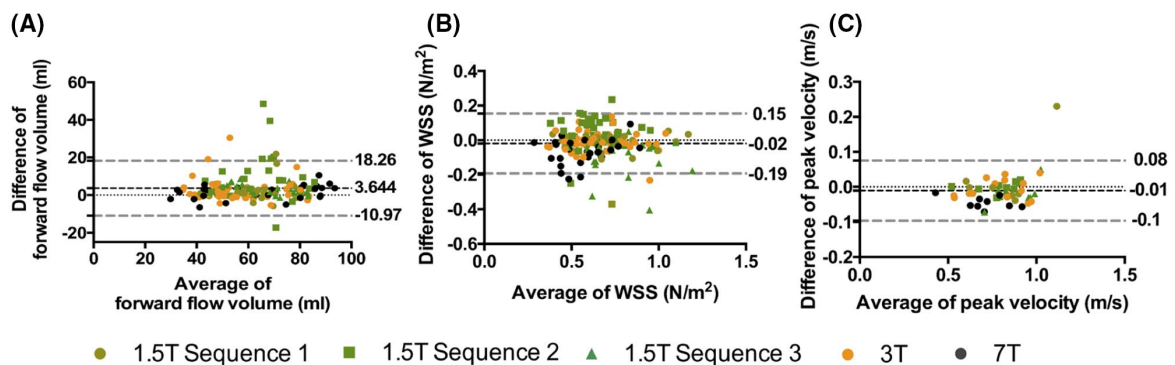 (A)
Difference of
forward flow volume (ml)
60
40
20
0
-20
18.26
3.644
-10.97
0 20 40 60 80 100
Average of
forward flow volume (ml)
(B)
Difference of WSS (N/m²)
0.4
0.2
0.0
-0.2
-0.4
-0.6
0.15
-0.02
-0.19
0.0 0.5 1.0 1.5
Average of WSS (N/m²)
(C)
Difference of peak velocity (m/s)
0.3
0.2
0.1
0.0
-0.1
-0.2
0.08
-0.01
-0.1
0.0 0.5 1.0 1.5
Average of peak velocity (m/s)
1.5T Sequence 1 1.5T Sequence 2 1.5T Sequence 3 3T 7T